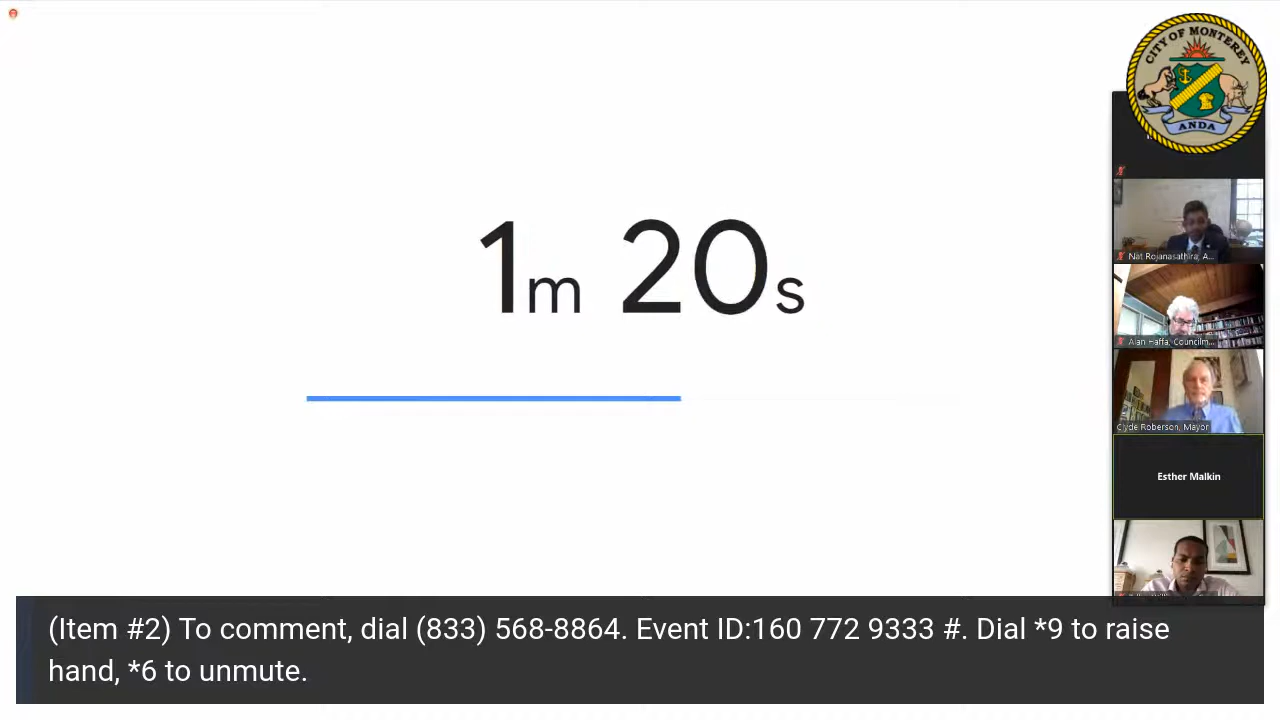 CITY OF MONTEREY
ANDA
1m 20s
Nat Rojanasathira, A...
Alan Haffa, Councilm...
Clyde Roberson, Mayor
Esther Malkin
(Item #2) To comment, dial (833) 568-8864. Event ID:160 772 9333 #. Dial *9 to raise
hand, *6 to unmute.